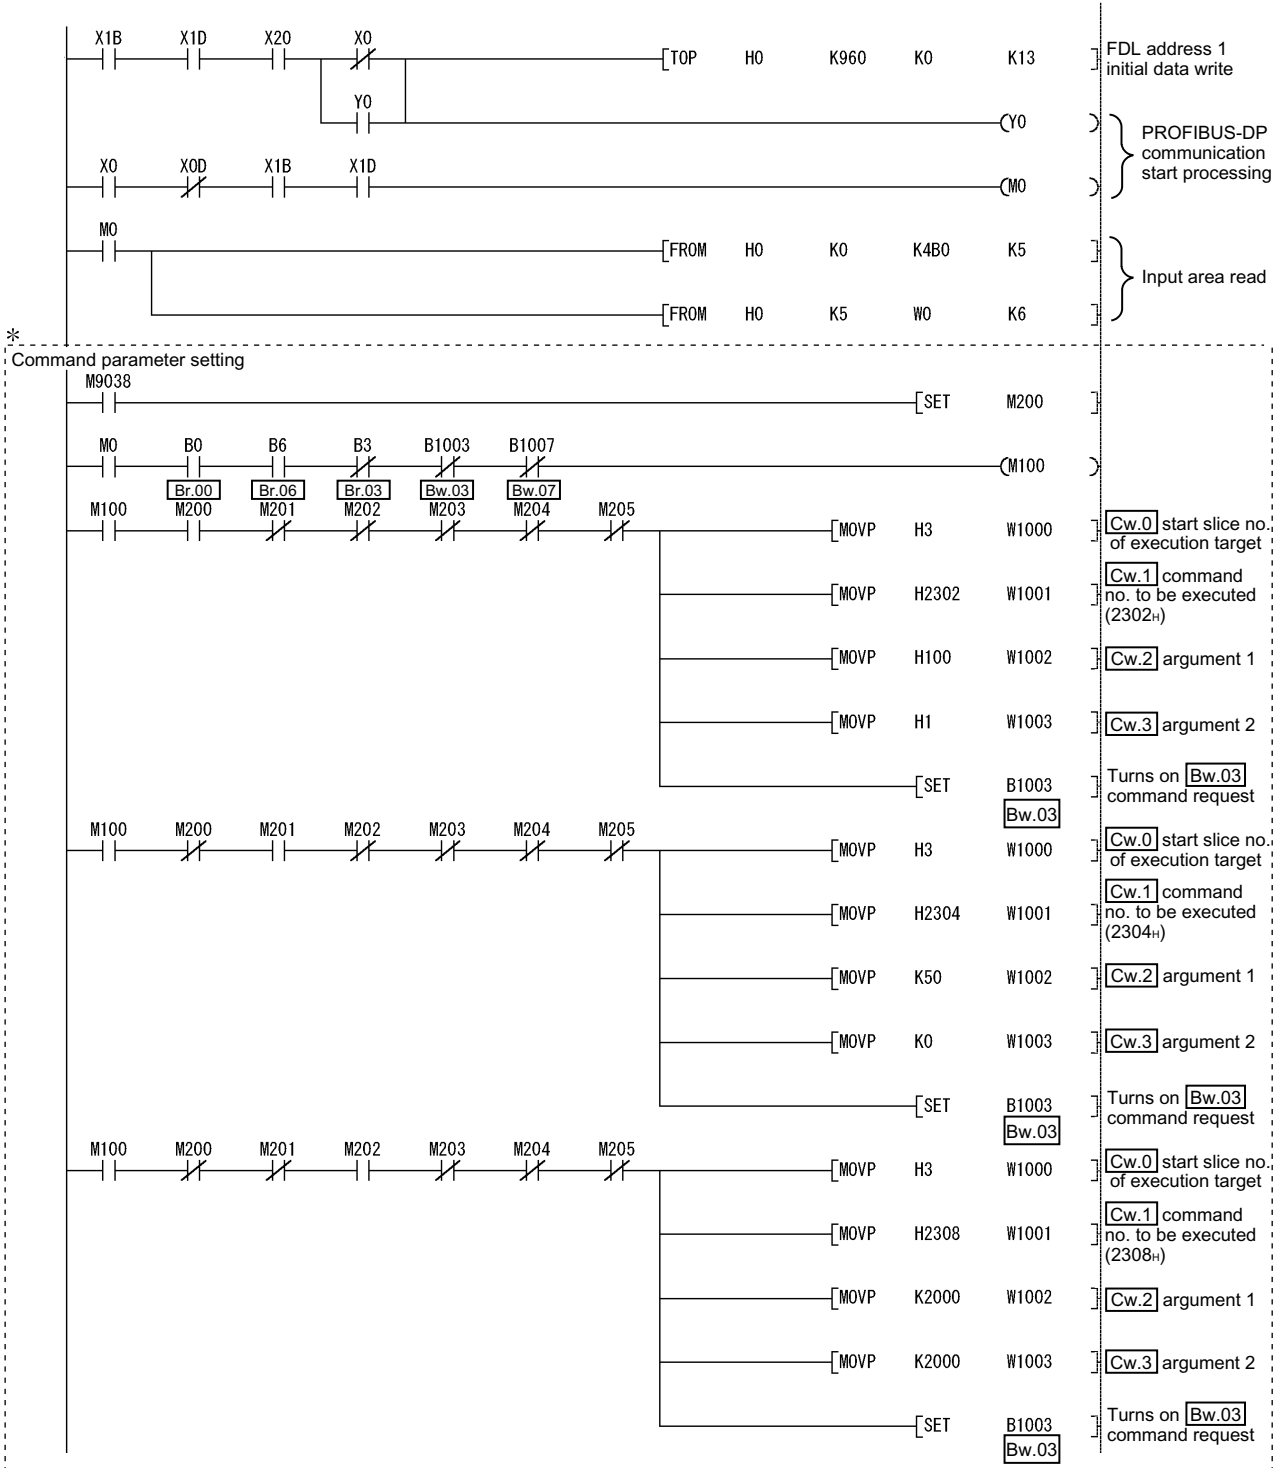 X1B X1D X20 X0
[TOP H0 K960 K0 K13 ] FDL address 1
initial data write
Y0
(Y0 )
PROFIBUS-DP
communication
start processing
X0 X0D X1B X1D
(M0 )
M0
[FROM H0 K0 K4B0 K5 ]
Input area read
[FROM H0 K5 W0 K6 ]
*
Command parameter setting
M9038
[SET M200 ]
M0 B0 B6 B3 B1003 B1007
(M100 )
Br.00 Br.06 Br.03 Bw.03 Bw.07
M100 M200 M201 M202 M203 M204 M205
[MOVP H3 W1000 ] Cw.0 start slice no.
of execution target
[MOVP H2302 W1001 ] Cw.1 command
no. to be executed
(2302H)
[MOVP H100 W1002 ] Cw.2 argument 1
[MOVP H1 W1003 ] Cw.3 argument 2
[SET B1003 ] Turns on Bw.03
command request
Bw.03
M100 M200 M201 M202 M203 M204 M205
[MOVP H3 W1000 ] Cw.0 start slice no.
of execution target
[MOVP H2304 W1001 ] Cw.1 command
no. to be executed
(2304H)
[MOVP K50 W1002 ] Cw.2 argument 1
[MOVP K0 W1003 ] Cw.3 argument 2
[SET B1003 ] Turns on Bw.03
command request
Bw.03
M100 M200 M201 M202 M203 M204 M205
[MOVP H3 W1000 ] Cw.0 start slice no.
of execution target
[MOVP H2308 W1001 ] Cw.1 command
no. to be executed
(2308H)
[MOVP K2000 W1002 ] Cw.2 argument 1
[MOVP K2000 W1003 ] Cw.3 argument 2
[SET B1003 ] Turns on Bw.03
command request
Bw.03